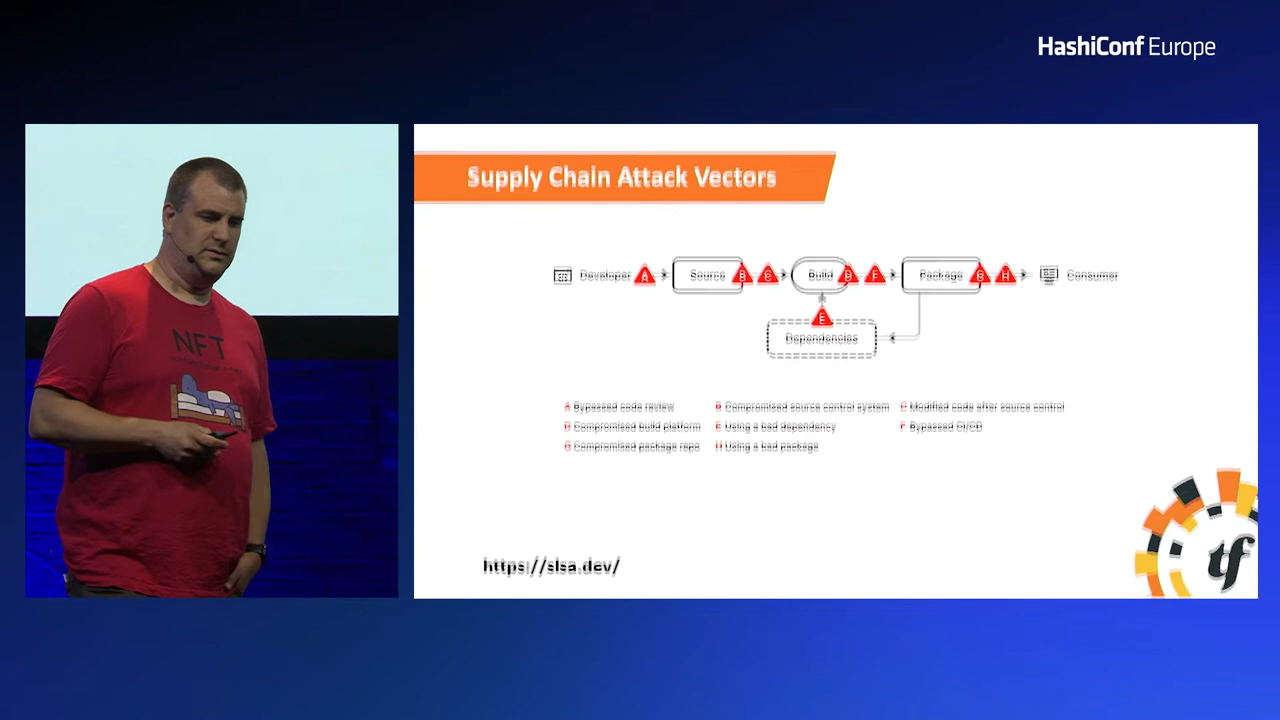 HashiConf Europe
Supply Chain Attack Vectors
Developer A Source B C Build D F Package G H Consumer
E
Dependencies
A Bypassed code review B Compromised source control system C Modified code after source control
D Compromised build platform E Using a bad dependency F Bypassed CI/CD
G Compromised package repo H Using a bad package
https://slsa.dev/
tf
NFT